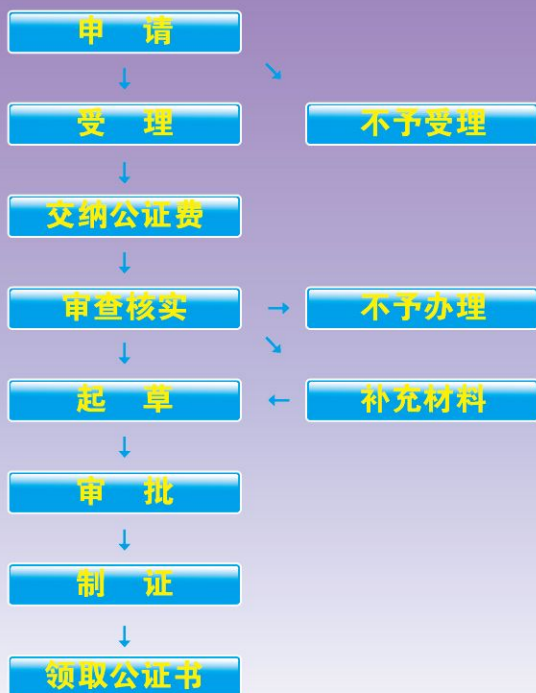 申 请
受 理
不予受理
交纳公证费
审查核实
不予办理
起 草
补充材料
审 批
制 证
领取公证书